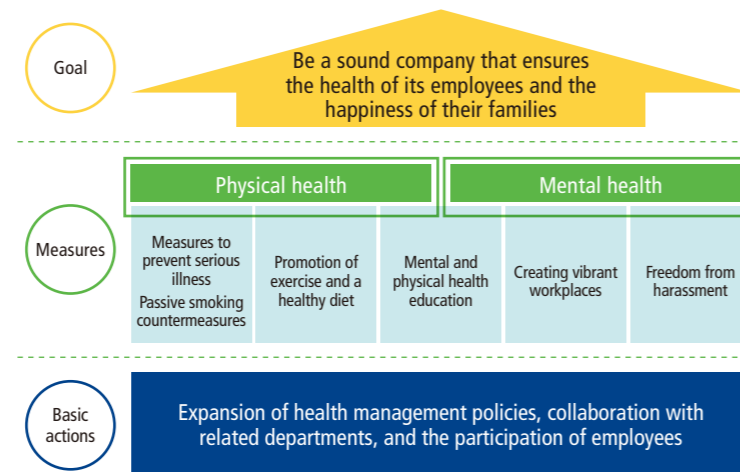 Goal
Be a sound company that ensures
the health of its employees and the
happiness of their families
Measures
Physical health
Mental health
Measures to
prevent serious
illness
Passive smoking
countermeasures
Promotion of
exercise and a
healthy diet
Mental and
physical health
education
Creating vibrant
workplaces
Freedom from
harassment
Basic
actions
Expansion of health management policies, collaboration with
related departments, and the participation of employees